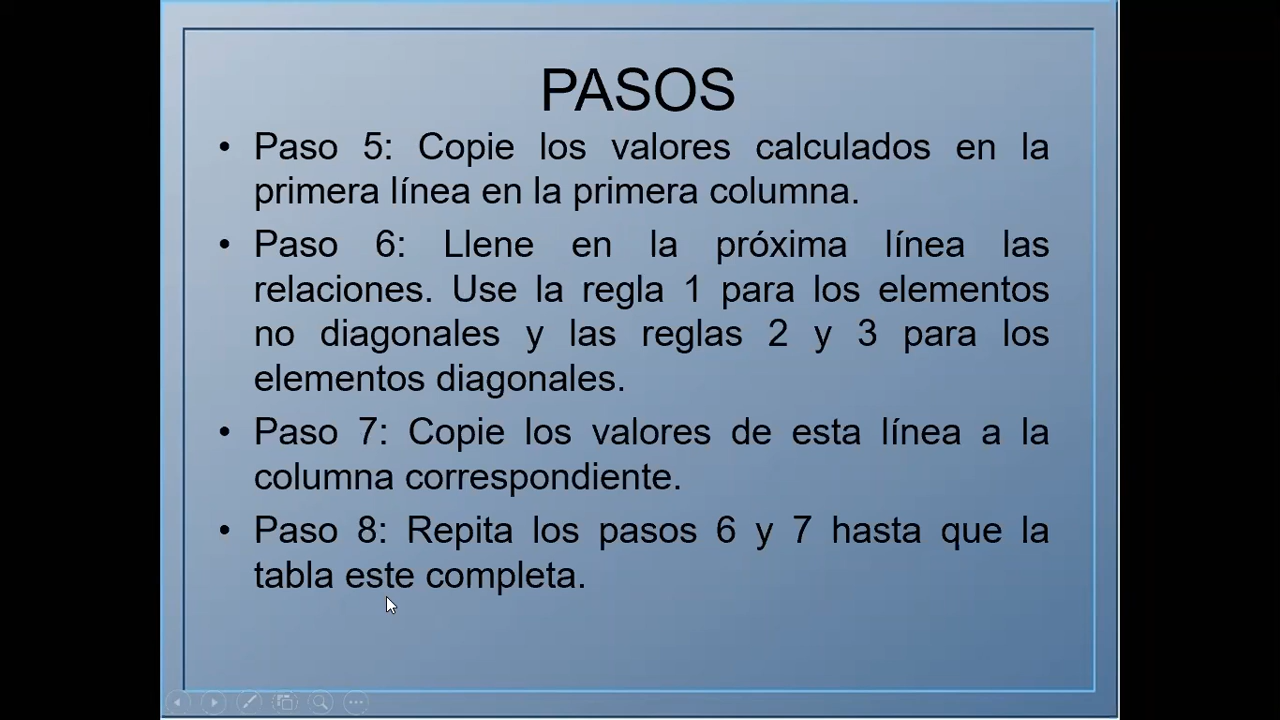 PASOS
• Paso 5: Copie los valores calculados en la
primera línea en la primera columna.
• Paso 6: Llene en la próxima línea las
relaciones. Use la regla 1 para los elementos
no diagonales y las reglas 2 y 3 para los
elementos diagonales.
• Paso 7: Copie los valores de esta línea a la
columna correspondiente.
• Paso 8: Repita los pasos 6 y 7 hasta que la
tabla este completa.